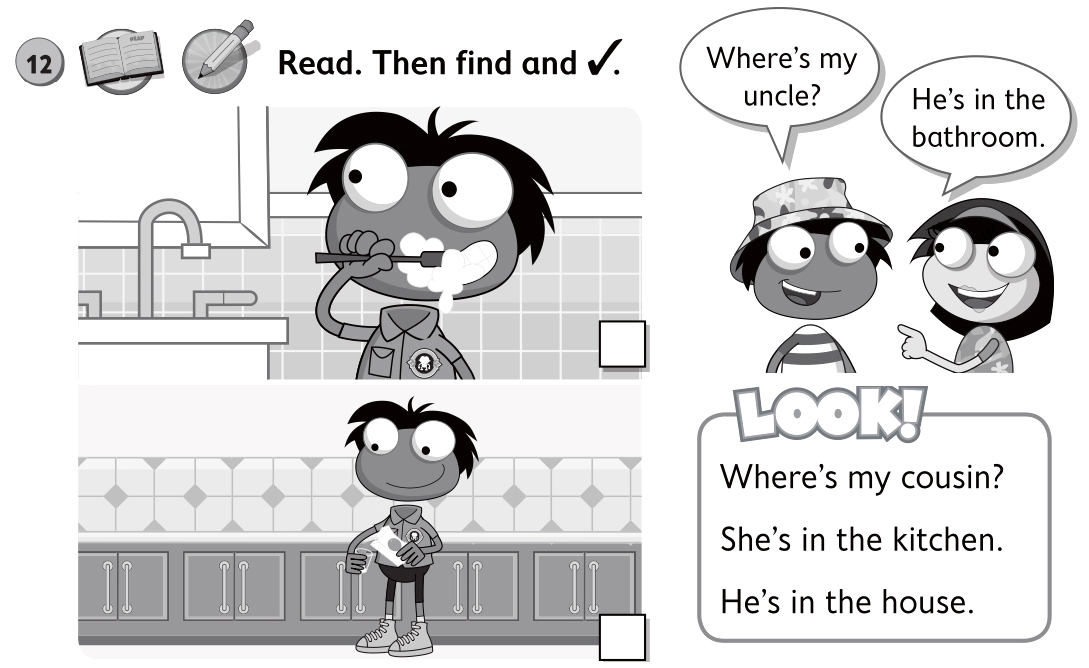 12
Read. Then find and ✓.
Where's my
uncle?
He's in the
bathroom.
LOOK!
Where's my cousin?
She's in the kitchen.
He's in the house.